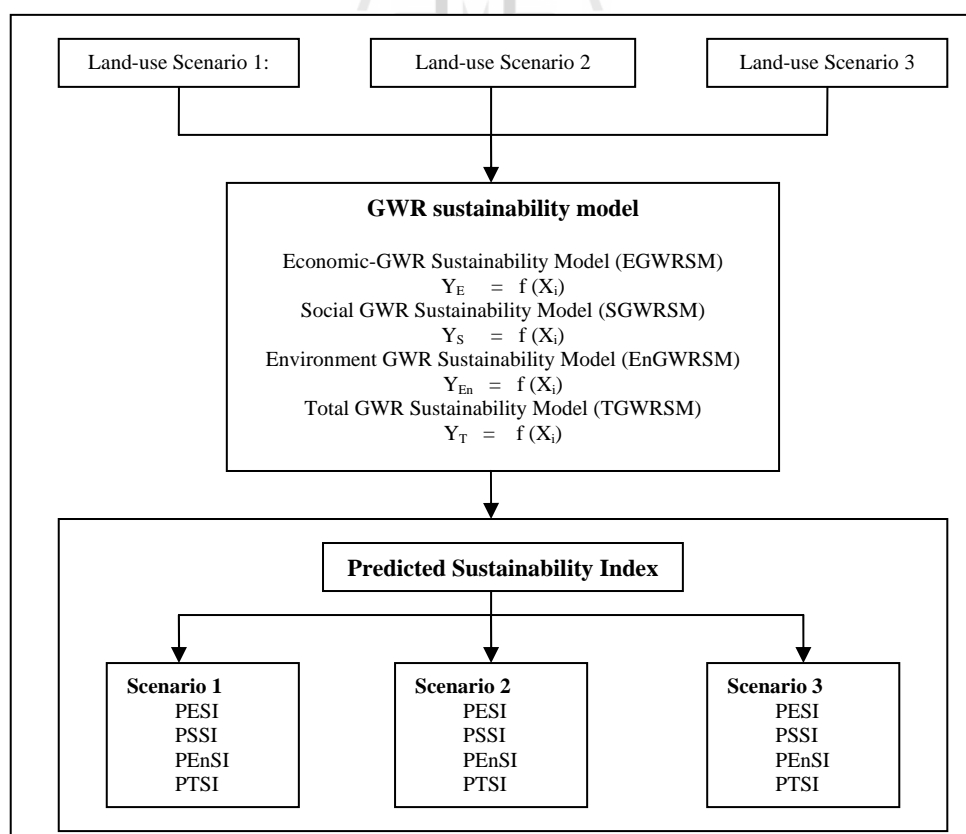 Land-use Scenario 1:
Land-use Scenario 2
Land-use Scenario 3
GWR sustainability model
Economic-GWR Sustainability Model (EGWRSM)
Y_E = f (X_i)
Social GWR Sustainability Model (SGWRSM)
Y_S = f (X_i)
Environment GWR Sustainability Model (EnGWRSM)
Y_En = f (X_i)
Total GWR Sustainability Model (TGWRSM)
Y_T = f (X_i)
Predicted Sustainability Index
Scenario 1
PESI
PSSI
PEnSI
PTSI
Scenario 2
PESI
PSSI
PEnSI
PTSI
Scenario 3
PESI
PSSI
PEnSI
PTSI